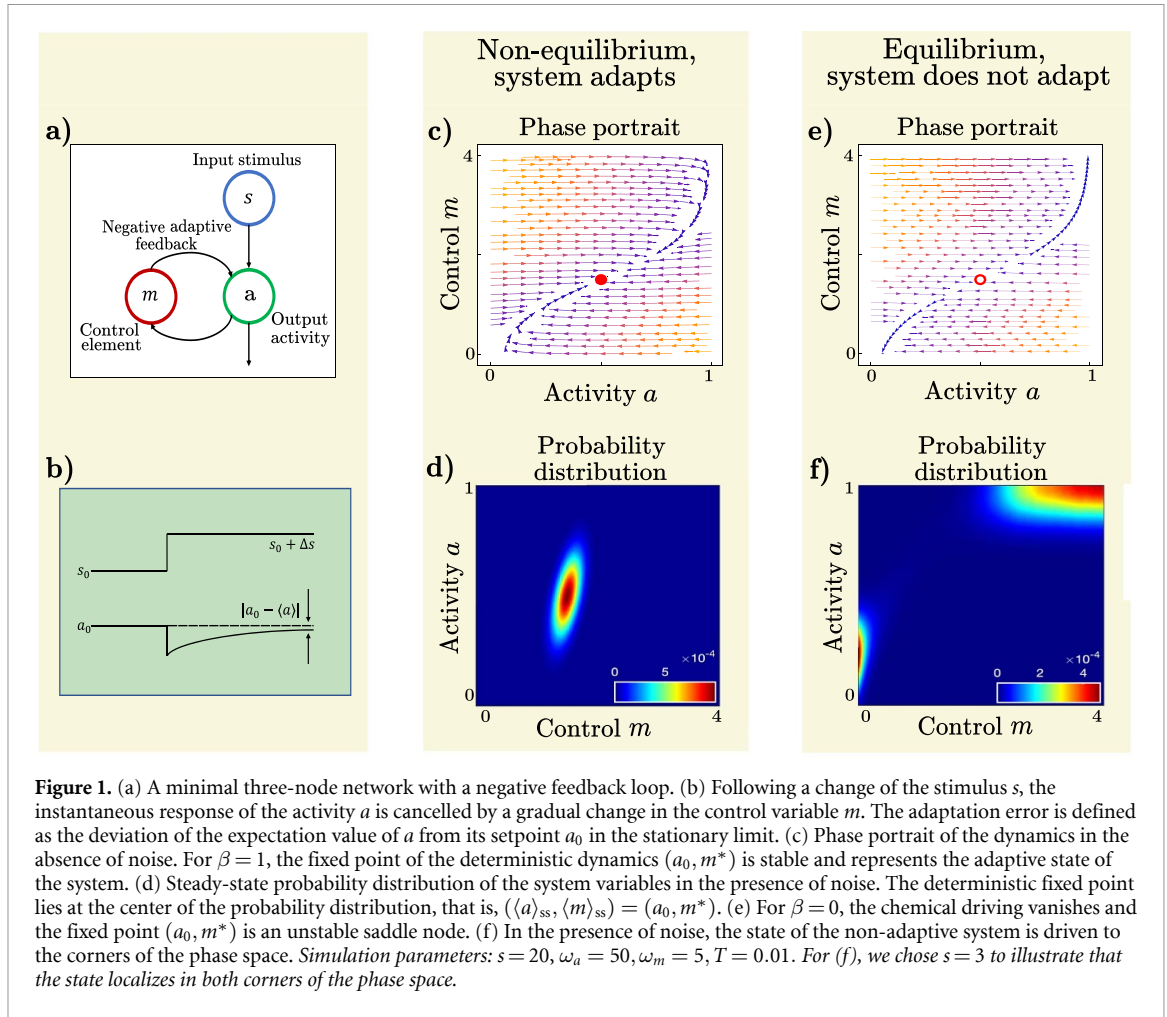 Non-equilibrium,
system adapts
Equilibrium,
system does not adapt
a)
Input stimulus
s
Negative adaptive
feedback
m
a
Control
element
Output
activity
b)
s₀
s₀ + Δs
|a₀ − ⟨a⟩|
a₀
c)
Phase portrait
4
Control m
0
0
1
Activity a
d)
Probability
distribution
1
Activity a
×10⁻⁴
0
5
0
0
4
Control m
e)
Phase portrait
4
Control m
0
0
1
Activity a
f)
Probability
distribution
1
Activity a
×10⁻⁴
0
2
4
0
0
4
Control m
Figure 1. (a) A minimal three-node network with a negative feedback loop. (b) Following a change of the stimulus s, the
instantaneous response of the activity a is cancelled by a gradual change in the control variable m. The adaptation error is defined
as the deviation of the expectation value of a from its setpoint a₀ in the stationary limit. (c) Phase portrait of the dynamics in the
absence of noise. For β = 1, the fixed point of the deterministic dynamics (a₀, m*) is stable and represents the adaptive state of
the system. (d) Steady-state probability distribution of the system variables in the presence of noise. The deterministic fixed point
lies at the center of the probability distribution, that is, (⟨a⟩ss, ⟨m⟩ss) = (a₀, m*). (e) For β = 0, the chemical driving vanishes and
the fixed point (a₀, m*) is an unstable saddle node. (f) In the presence of noise, the state of the non-adaptive system is driven to
the corners of the phase space. Simulation parameters: s = 20, ωa = 50, ωm = 5, T = 0.01. For (f), we chose s = 3 to illustrate that
the state localizes in both corners of the phase space.